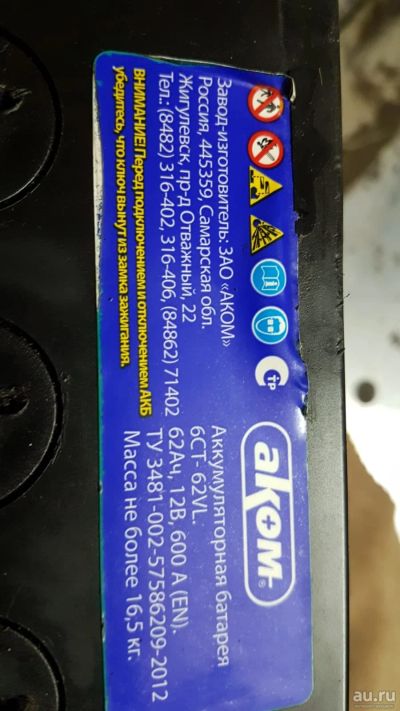 Завод-изготовитель: ЗАО «АКОМ»
Россия, 445359, Самарская обл.
Жигулевск, пр-д Отважный, 22
Тел.: (8482) 316-402, 316-406, (84862) 71402
ВНИМАНИЕ! Перед подключением и отключением АКБ
убедитесь, что ключ вынут из замка зажигания.
тр
аком
Аккумуляторная батарея
6СТ- 62VL.
62Ач, 12В, 600 А (EN).
ТУ 3481-002-57586209-2012
Масса не более 16,5 кг.
au.ru